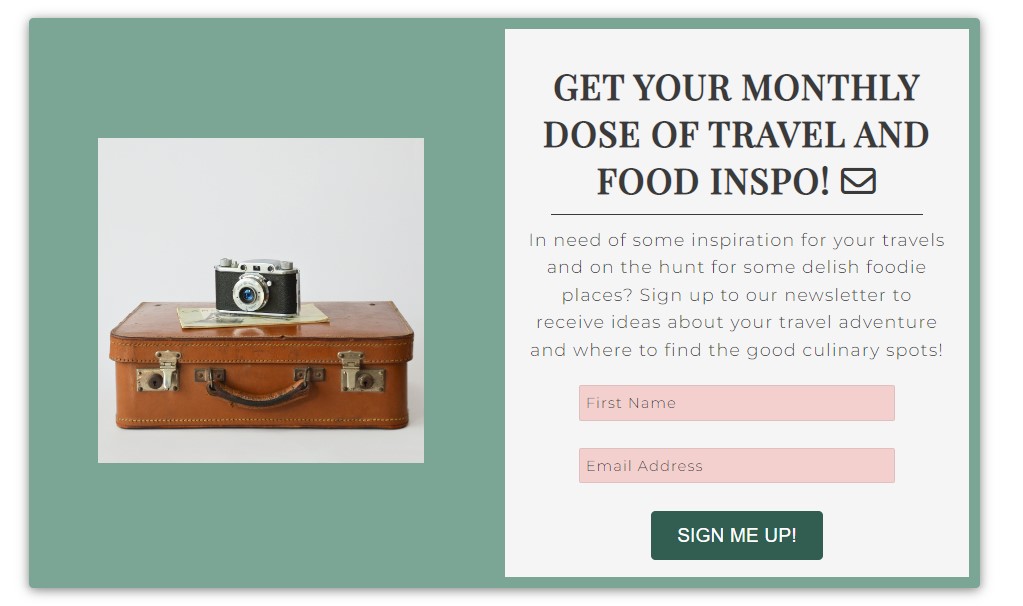 GET YOUR MONTHLY
DOSE OF TRAVEL AND
FOOD INSPO!
In need of some inspiration for your travels
and on the hunt for some delish foodie
places? Sign up to our newsletter to
receive ideas about your travel adventure
and where to find the good culinary spots!
First Name
Email Address
SIGN ME UP!